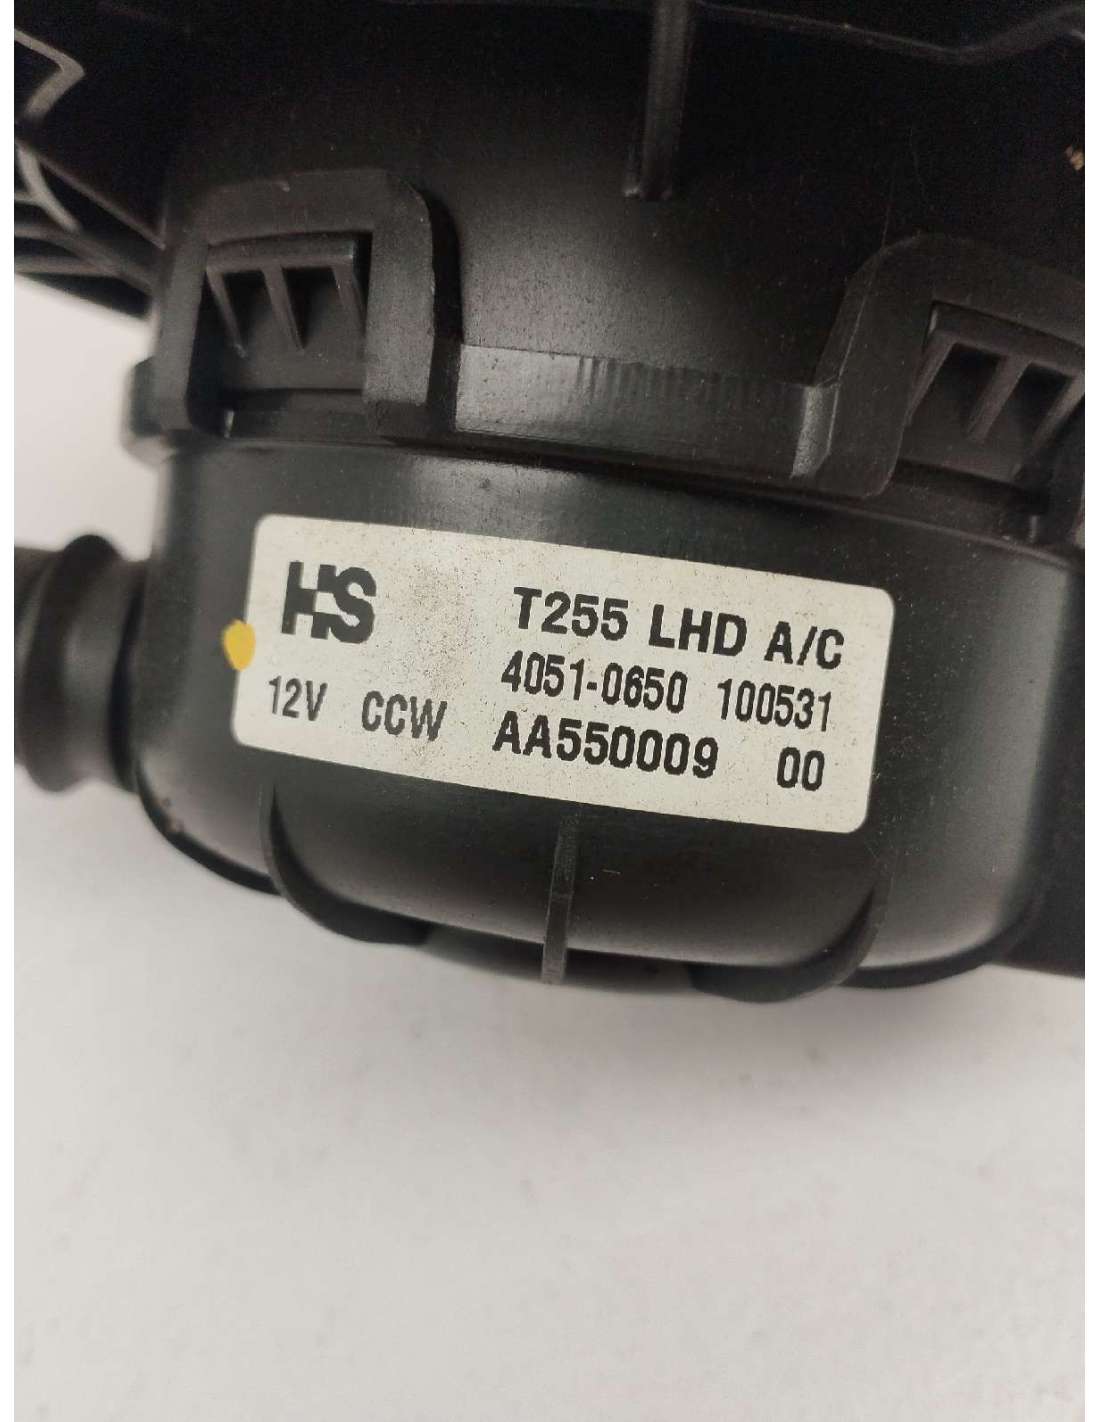 HS T255 LHD A/C
4051-0650 100531
12V CCW AA550009 00